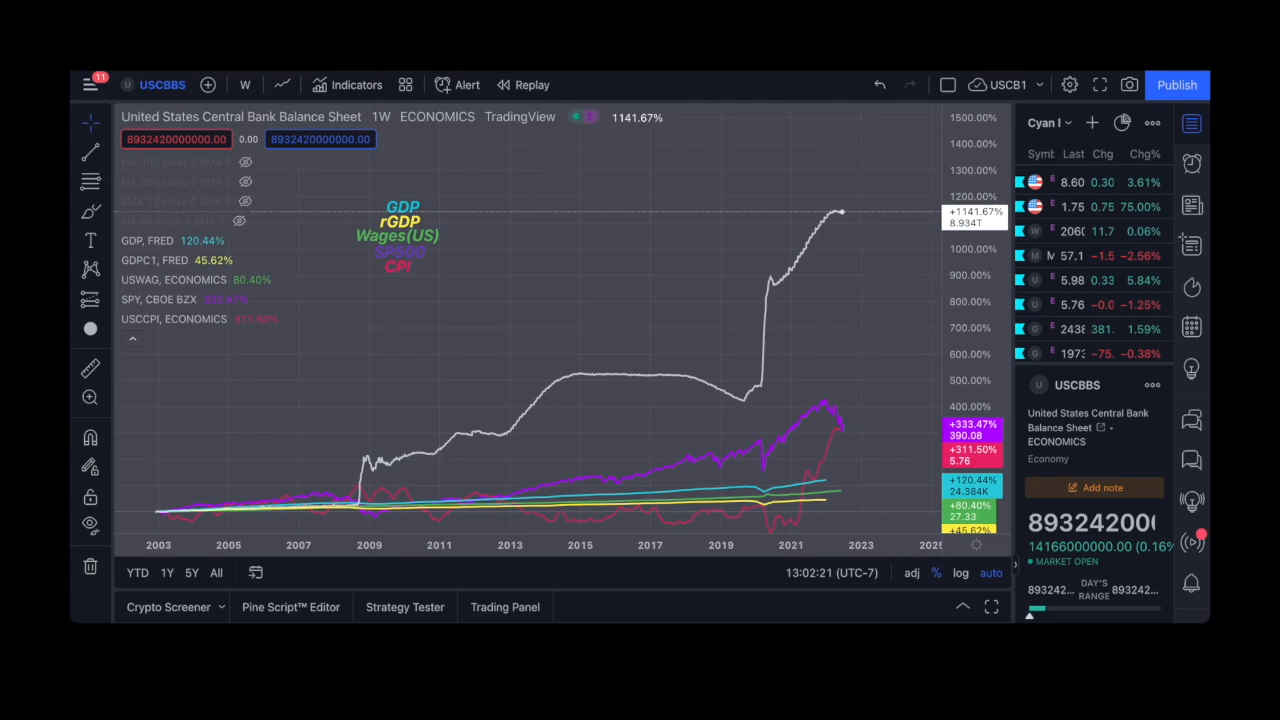 11
U USCBBS W Indicators Alert Replay USCB1 Publish
United States Central Bank Balance Sheet 1W ECONOMICS TradingView E 1141.67%
8932420000000.00 0.00 8932420000000.00
GDP, FRED 120.44%
GDPC1, FRED 45.62%
USWAG, ECONOMICS 80.40%
SPY, CBOE BZX
USCCPI, ECONOMICS 311.50%
GDP
rGDP
Wages(US)
SP500
CPI
1500.00%
1400.00%
1300.00%
1200.00%
+1141.67%
8.934T
1000.00%
900.00%
800.00%
700.00%
600.00%
500.00%
400.00%
+333.47%
390.08
+311.50%
5.76
+120.44%
24.384K
+80.40%
27.33
+45.62%
2003 2005 2007 2009 2011 2013 2015 2017 2019 2021 2023 2025
YTD 1Y 5Y All 13:02:21 (UTC-7) adj % log auto
Crypto Screener Pine Script™ Editor Strategy Tester Trading Panel
Cyan
Symb Last Chg Chg%
E 8.60 0.30 3.61%
E 1.75 0.75 75.00%
W E 2060 11.7 0.06%
M M E 57.1 −1.5 −2.56%
U E 5.98 0.33 5.84%
U E 5.76 −0.0 −1.25%
G E 2438 381. 1.59%
G E 1973 −75. −0.38%
U USCBBS
United States Central Bank
Balance Sheet •
ECONOMICS
Economy
Add note
8932420
14166000000.00 (0.16%
MARKET OPEN
893242... DAY'S RANGE 893242...